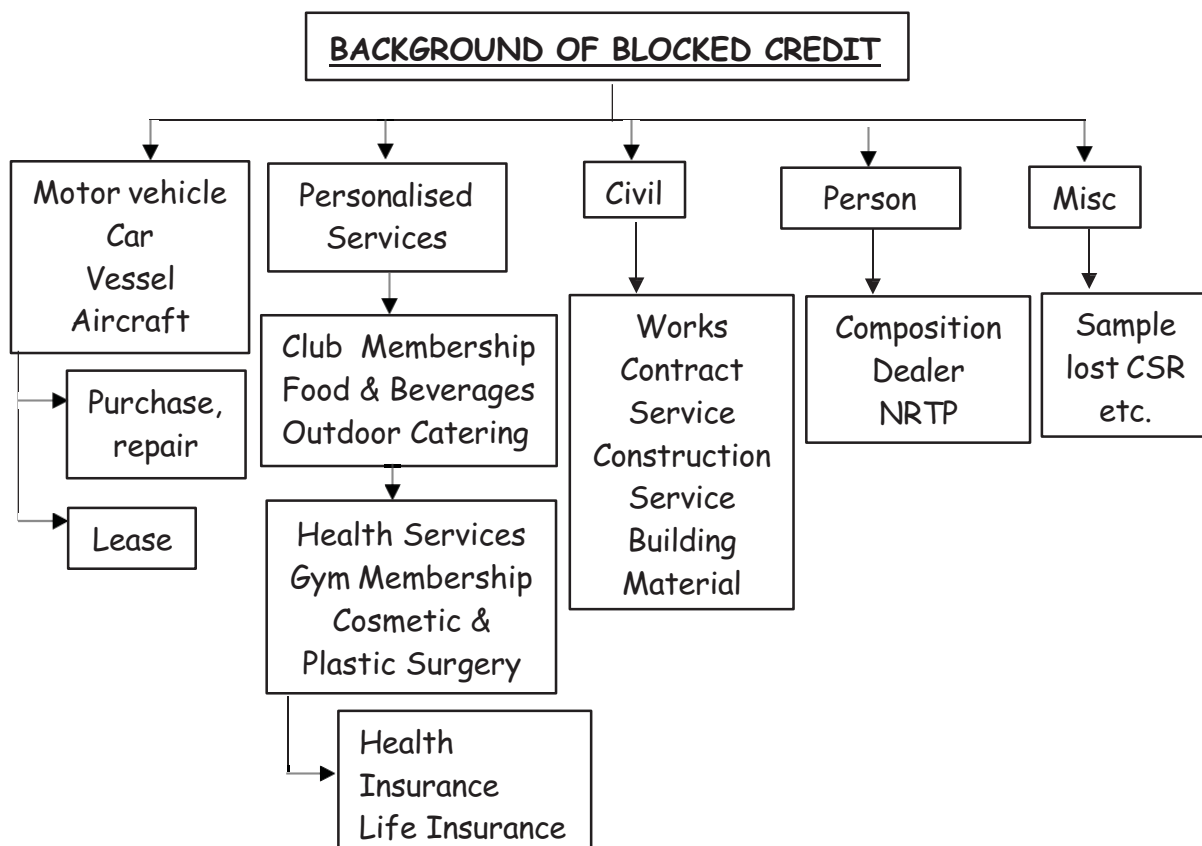 BACKGROUND OF BLOCKED CREDIT
Motor vehicle
Car
Vessel
Aircraft
Purchase,
repair
Lease
Personalised
Services
Club Membership
Food & Beverages
Outdoor Catering
Health Services
Gym Membership
Cosmetic &
Plastic Surgery
Health
Insurance
Life Insurance
Civil
Works
Contract
Service
Construction
Service
Building
Material
Person
Composition
Dealer
NRTP
Misc
Sample
lost CSR
etc.